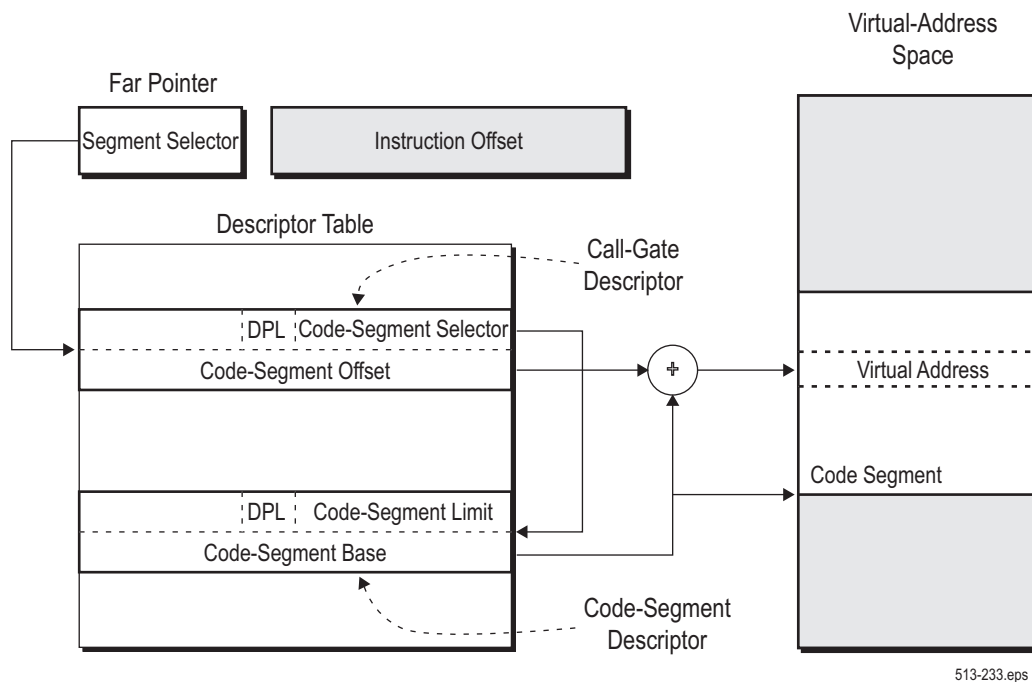 Virtual-Address
Space
Far Pointer
Segment Selector
Instruction Offset
Descriptor Table
Call-Gate
Descriptor
DPL
Code-Segment Selector
Code-Segment Offset
+
Virtual Address
Code Segment
DPL
Code-Segment Limit
Code-Segment Base
Code-Segment
Descriptor
513-233.eps